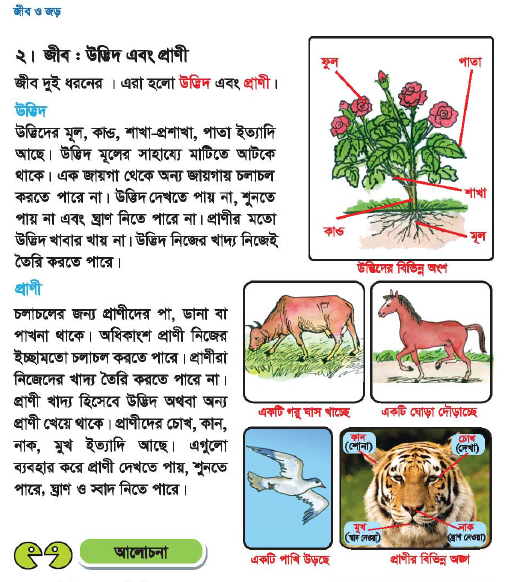 জীব ও জড়
২। জীব : উদ্ভিদ এবং প্রাণী
জীব দুই ধরনের । এরা হলো উদ্ভিদ এবং প্রাণী।
উদ্ভিদ
উদ্ভিদের মূল, কাণ্ড, শাখা-প্রশাখা, পাতা ইত্যাদি
আছে। উদ্ভিদ মূলের সাহায্যে মাটিতে আটকে
থাকে। এক জায়গা থেকে অন্য জায়গায় চলাচল
করতে পারে না। উদ্ভিদ দেখতে পায় না, শুনতে
পায় না এবং ঘ্রাণ নিতে পারে না। প্রাণীর মতো
উদ্ভিদ খাবার খায় না। উদ্ভিদ নিজের খাদ্য নিজেই
তৈরি করতে পারে।
ফুল
পাতা
শাখা
কাণ্ড
মূল
উদ্ভিদের বিভিন্ন অংশ
প্রাণী
চলাচলের জন্য প্রাণীদের পা, ডানা বা
পাখনা থাকে। অধিকাংশ প্রাণী নিজের
ইচ্ছামতো চলাচল করতে পারে। প্রাণীরা
নিজেদের খাদ্য তৈরি করতে পারে না।
প্রাণী খাদ্য হিসেবে উদ্ভিদ অথবা অন্য
প্রাণী খেয়ে থাকে। প্রাণীদের চোখ, কান,
নাক, মুখ ইত্যাদি আছে। এগুলো
ব্যবহার করে প্রাণী দেখতে পায়, শুনতে
পারে, ঘ্রাণ ও স্বাদ নিতে পারে।
একটি গরু ঘাস খাচ্ছে
একটি ঘোড়া দৌড়াচ্ছে
একটি পাখি উড়ছে
কান
(শোনা)
চোখ
(দেখা)
মুখ
(স্বাদ নেওয়া)
নাক
(ঘ্রাণ নেওয়া)
প্রাণীর বিভিন্ন অঙ্গ
আলোচনা